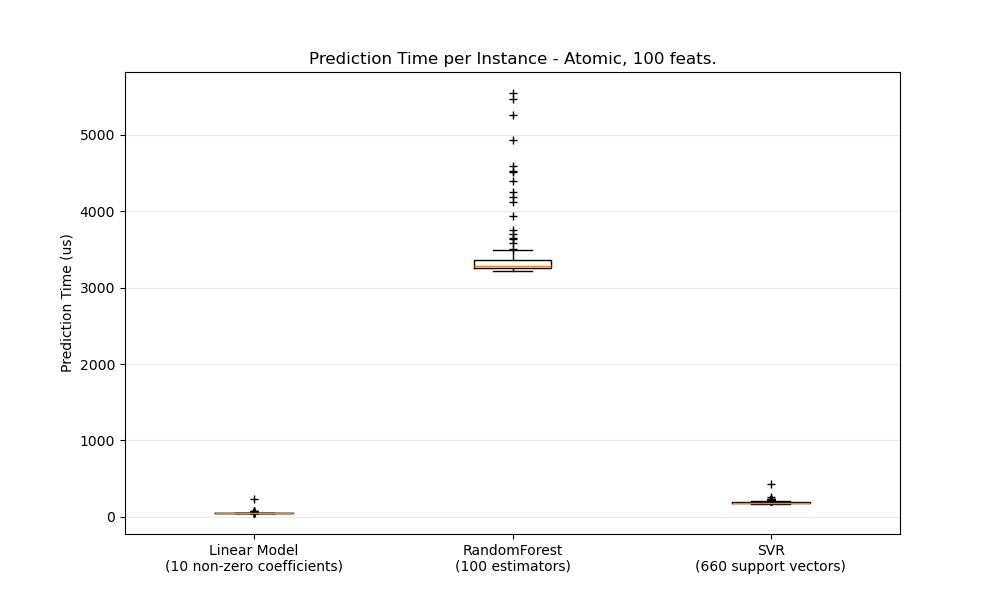 Prediction Time per Instance - Atomic, 100 feats.
Prediction Time (us)
5000
4000
3000
2000
1000
0
Linear Model
(10 non-zero coefficients)
RandomForest
(100 estimators)
SVR
(660 support vectors)